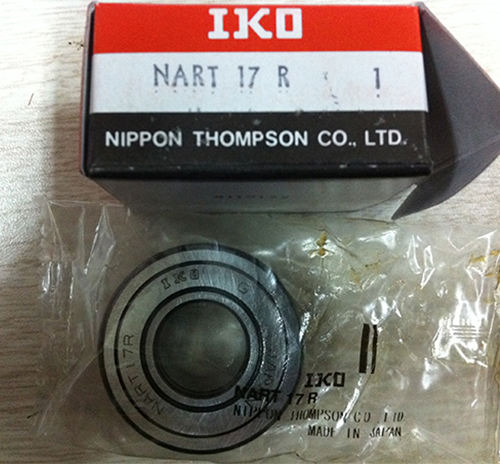 IKO
NART 17 R 1
NIPPON THOMPSON CO., LTD.
IKO
NART 17R
IKO
NART 17 R
NIPPON THOMPSON CO LTD
MADE IN JAPAN